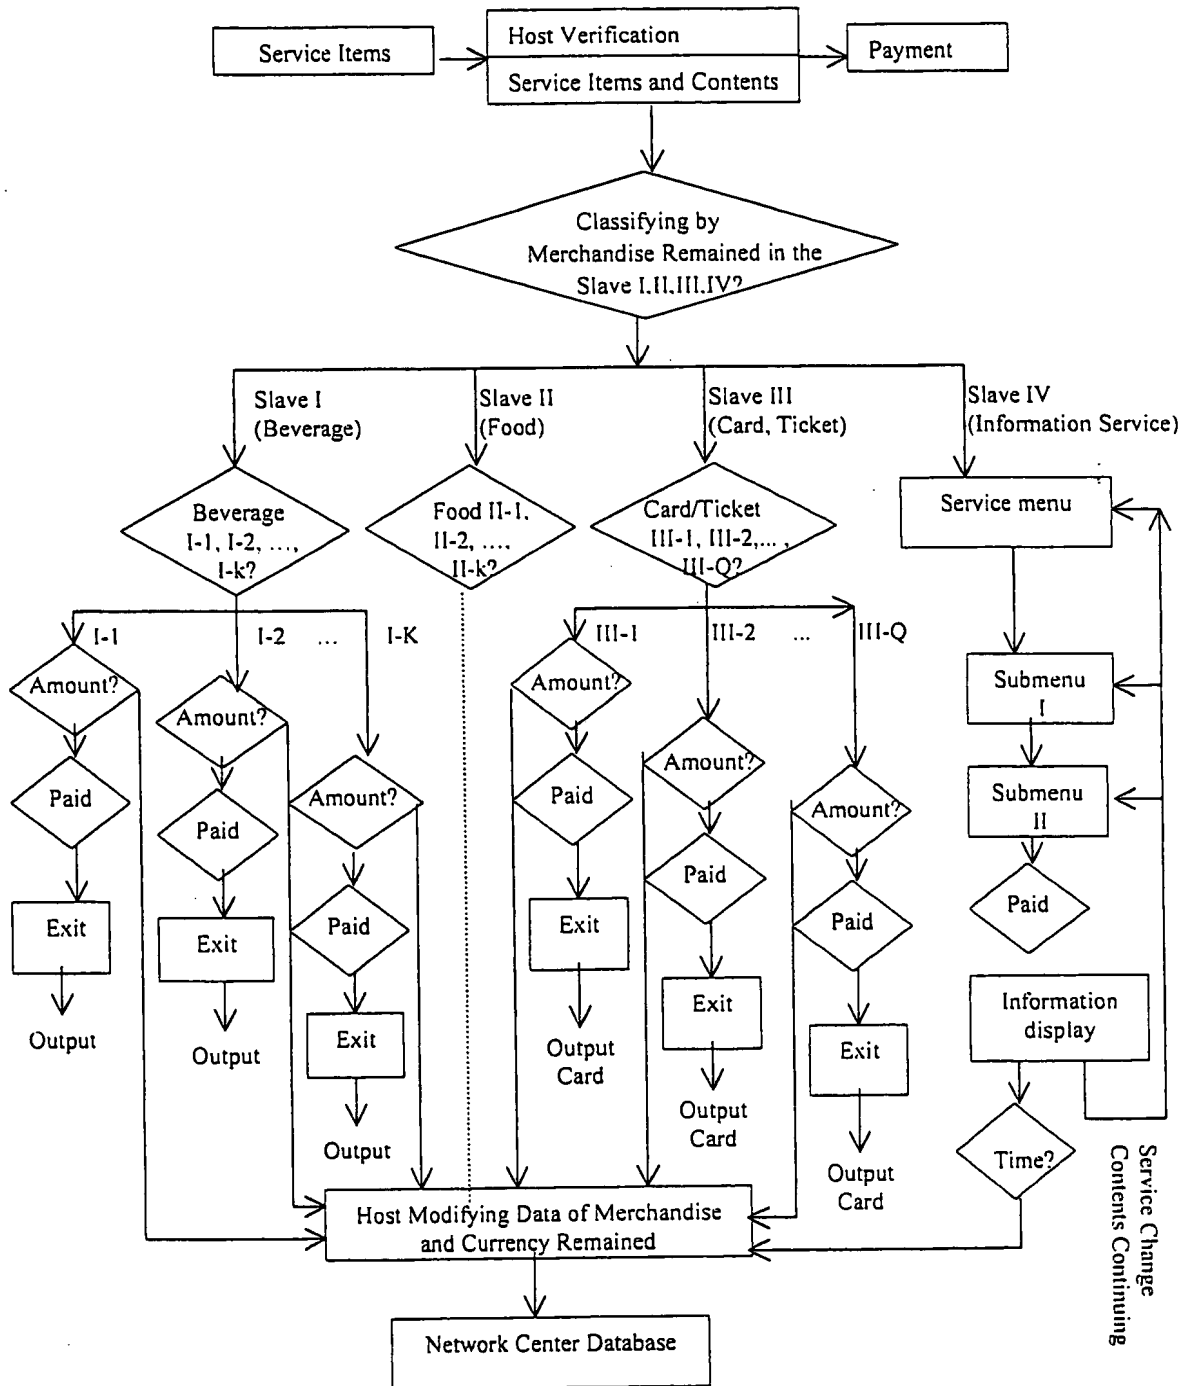 Service Items
Host Verification
Service Items and Contents
Payment
Classifying by
Merchandise Remained in the
Slave I.II.III.IV?
Slave I
(Beverage)
Slave II
(Food)
Slave III
(Card, Ticket)
Slave IV
(Information Service)
Beverage
I-1, I-2, ...,
I-k?
Food II-1,
II-2, ...,
II-k?
Card/Ticket
III-1, III-2,... ,
III-Q?
Service menu
I-1
I-2
...
I-K
III-1
III-2
...
III-Q
Amount?
Amount?
Amount?
Amount?
Amount?
Amount?
Submenu
I
Submenu
II
Paid
Paid
Paid
Paid
Paid
Paid
Paid
Exit
Exit
Exit
Exit
Exit
Exit
Information
display
Output
Output
Output
Output
Card
Output
Card
Output
Card
Time?
Service Change
Contents Continuing
Host Modifying Data of Merchandise
and Currency Remained
Network Center Database